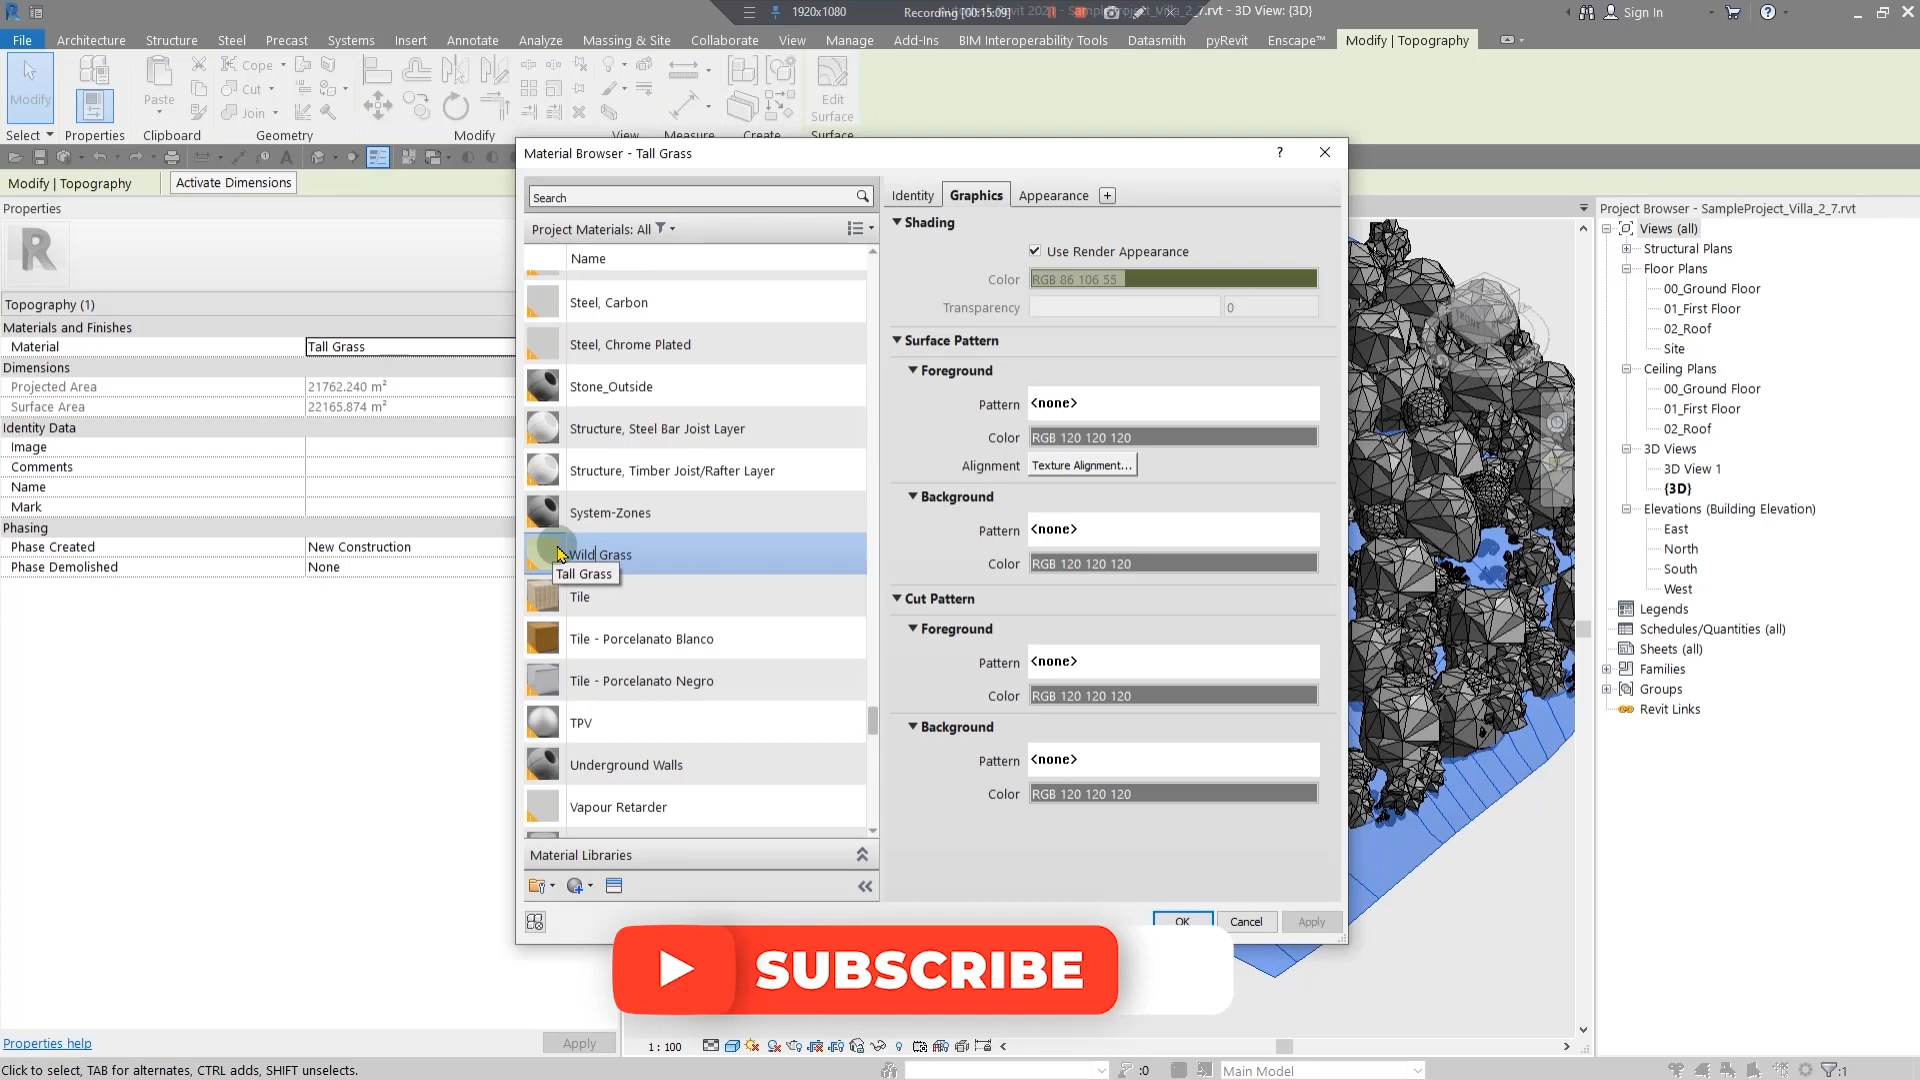 1920x1080
Recording [00:15:09]
_7.rvt - 3D View: {3D}
Sign In
File
Architecture
Structure
Steel
Precast
Systems
Insert
Annotate
Analyze
Massing & Site
Collaborate
View
Manage
Add-Ins
BIM Interoperability Tools
Datasmith
pyRevit
Enscape™
Modify | Topography
Modify
Paste
Cope
Cut
Join
Edit
Surface
Select
Properties
Clipboard
Geometry
Modify
View
Measure
Create
Surface
Modify | Topography
Activate Dimensions
Properties
Topography (1)
Materials and Finishes
Material
Tall Grass
Dimensions
Projected Area
21762.240 m²
Surface Area
22165.874 m²
Identity Data
Image
Comments
Name
Mark
Phasing
Phase Created
New Construction
Phase Demolished
None
Properties help
Apply
Material Browser - Tall Grass
?
Search
Project Materials: All
Name
Steel, Carbon
Steel, Chrome Plated
Stone_Outside
Structure, Steel Bar Joist Layer
Structure, Timber Joist/Rafter Layer
System-Zones
Wild Grass
Tall Grass
Tile
Tile - Porcelanato Blanco
Tile - Porcelanato Negro
TPV
Underground Walls
Vapour Retarder
Material Libraries
Identity
Graphics
Appearance
Shading
Use Render Appearance
Color
RGB 86 106 55
Transparency
0
Surface Pattern
Foreground
Pattern
<none>
Color
RGB 120 120 120
Alignment
Texture Alignment...
Background
Pattern
<none>
Color
RGB 120 120 120
Cut Pattern
Foreground
Pattern
<none>
Color
RGB 120 120 120
Background
Pattern
<none>
Color
RGB 120 120 120
OK
Cancel
Apply
SUBSCRIBE
Project Browser - SampleProject_Villa_2_7.rvt
Views (all)
Structural Plans
Floor Plans
00_Ground Floor
01_First Floor
02_Roof
Site
Ceiling Plans
00_Ground Floor
01_First Floor
02_Roof
3D Views
3D View 1
{3D}
Elevations (Building Elevation)
East
North
South
West
Legends
Schedules/Quantities (all)
Sheets (all)
Families
Groups
Revit Links
1 : 100
Click to select, TAB for alternates, CTRL adds, SHIFT unselects.
:0
Main Model
:1